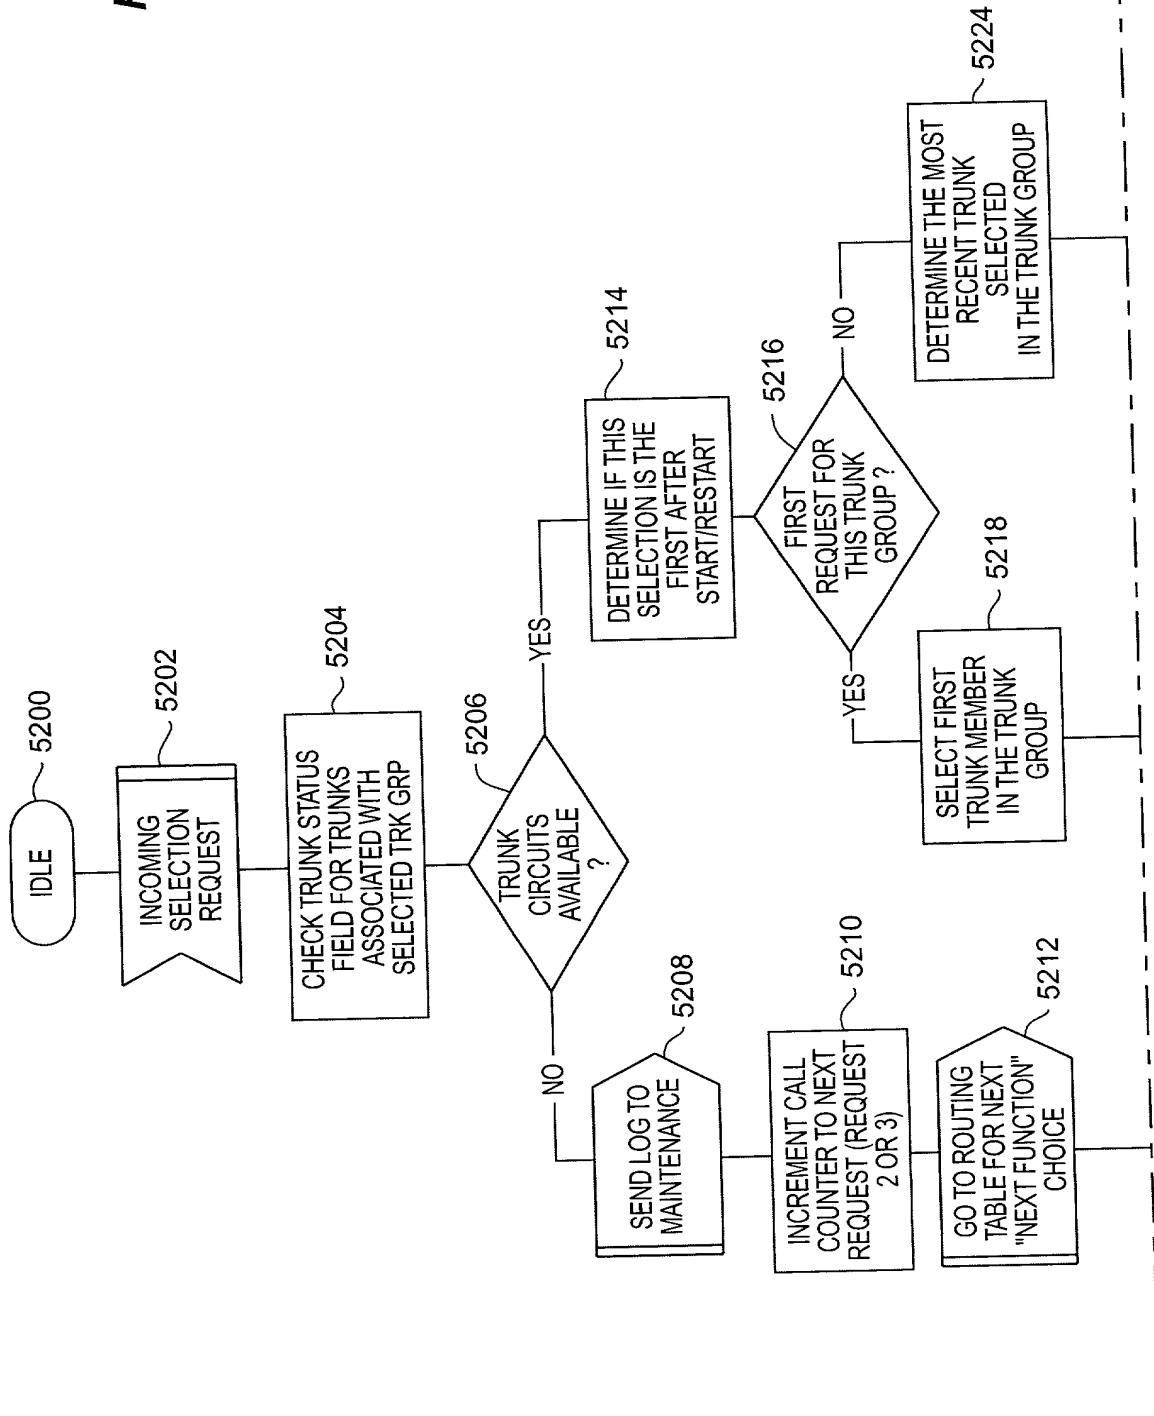 IDLE
5200
INCOMING
SELECTION
REQUEST
5202
CHECK TRUNK STATUS
FIELD FOR TRUNKS
ASSOCIATED WITH
SELECTED TRK GRP
5204
TRUNK
CIRCUITS
AVAILABLE
?
5206
NO
YES
SEND LOG TO
MAINTENANCE
5208
INCREMENT CALL
COUNTER TO NEXT
REQUEST (REQUEST
2 OR 3)
5210
GO TO ROUTING
TABLE FOR NEXT
"NEXT FUNCTION"
CHOICE
5212
DETERMINE IF THIS
SELECTION IS THE
FIRST AFTER
START/RESTART
5214
FIRST
REQUEST FOR
THIS TRUNK
GROUP ?
5216
YES
NO
SELECT FIRST
TRUNK MEMBER
IN THE TRUNK
GROUP
5218
DETERMINE THE MOST
RECENT TRUNK
SELECTED
IN THE TRUNK GROUP
5224